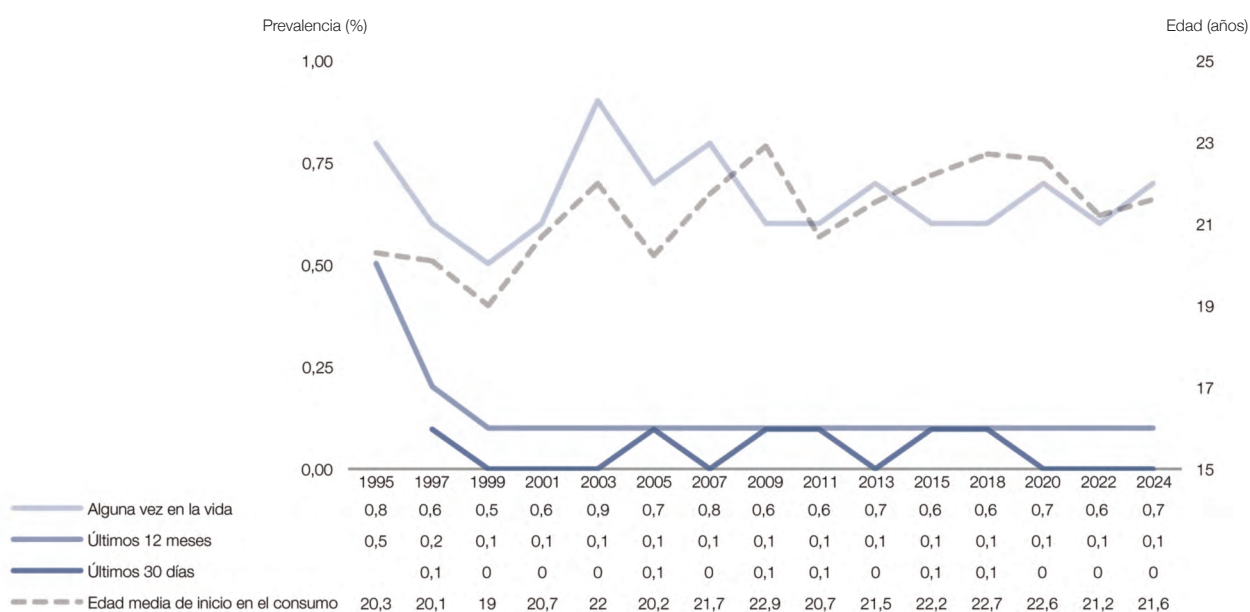 Prevalencia (%) Edad (años)
1,00 25
23
0,75
21
0,50
19
0,25
17
0,00 15
1995 1997 1999 2001 2003 2005 2007 2009 2011 2013 2015 2018 2020 2022 2024
Alguna vez en la vida 0,8 0,6 0,5 0,6 0,9 0,7 0,8 0,6 0,6 0,7 0,6 0,6 0,7 0,6 0,7
Últimos 12 meses 0,5 0,2 0,1 0,1 0,1 0,1 0,1 0,1 0,1 0,1 0,1 0,1 0,1 0,1 0,1
Últimos 30 días 0,1 0 0 0 0,1 0 0,1 0,1 0 0,1 0,1 0 0 0
Edad media de inicio en el consumo 20,3 20,1 19 20,7 22 20,2 21,7 22,9 20,7 21,5 22,2 22,7 22,6 21,2 21,6